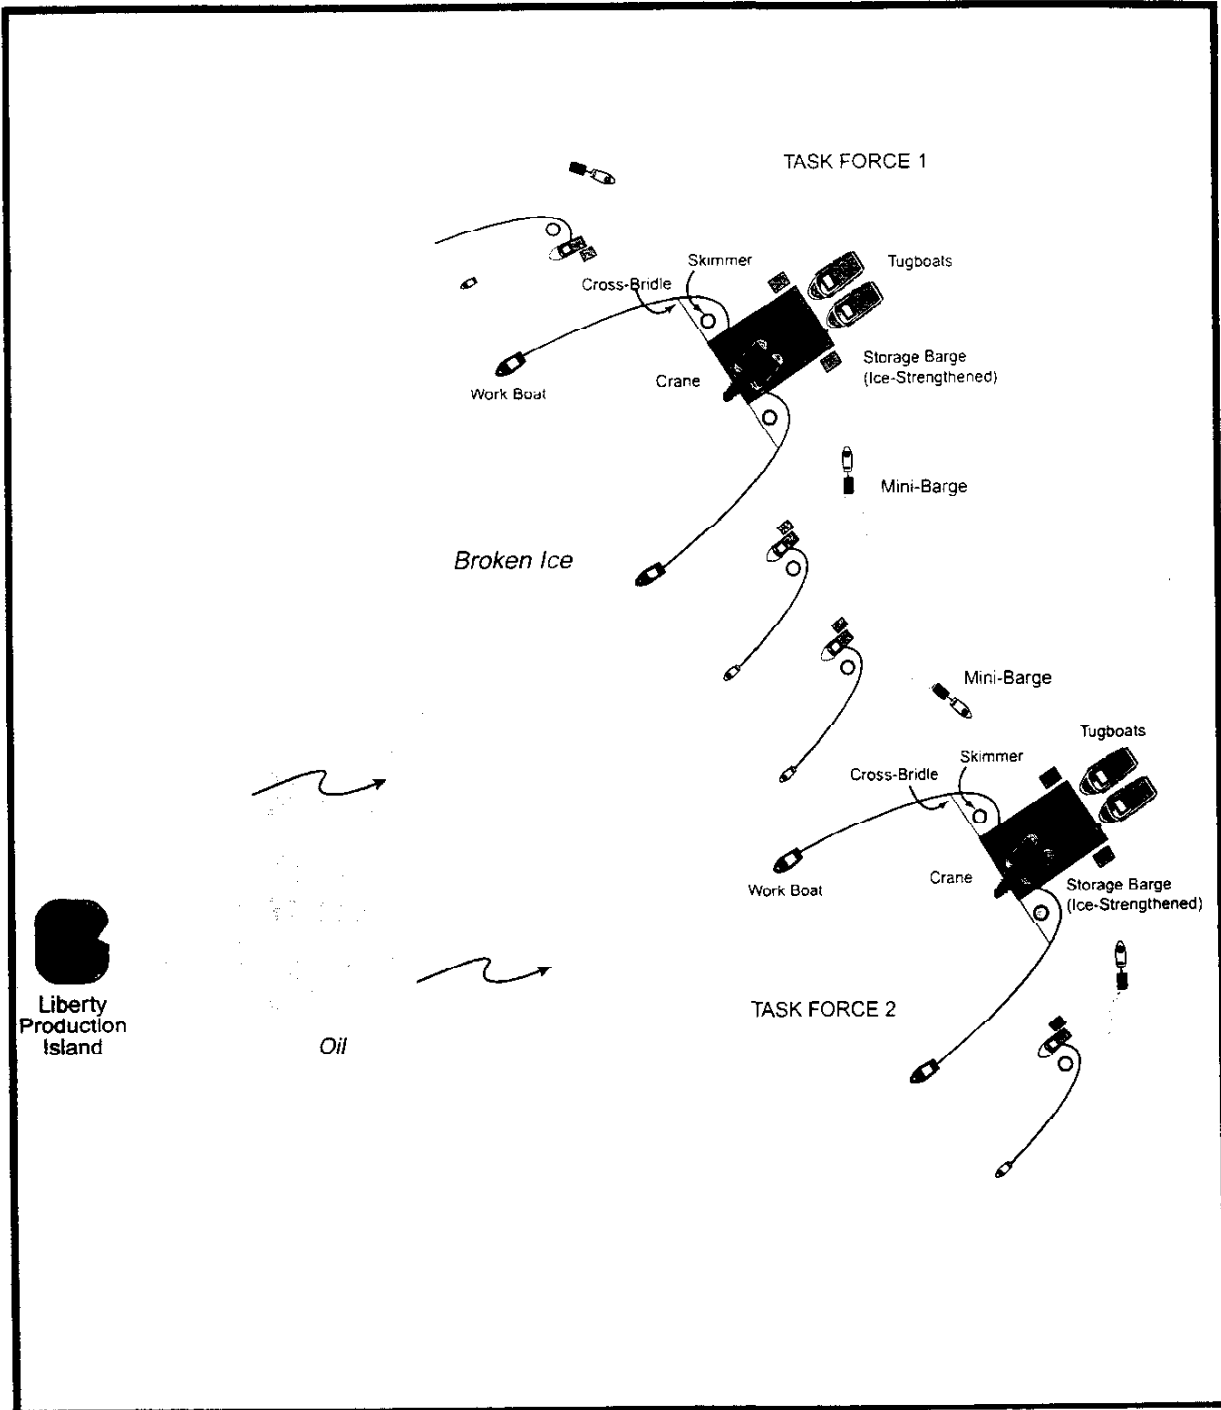 TASK FORCE 1
Skimmer
Tugboats
Cross-Bridle
Storage Barge
(Ice-Strengthened)
Crane
Work Boat
Mini-Barge
Broken Ice
Mini-Barge
Tugboats
Skimmer
Cross-Bridle
Crane
Work Boat
Storage Barge
(Ice-Strengthened)
TASK FORCE 2
Liberty
Production
Island
Oil